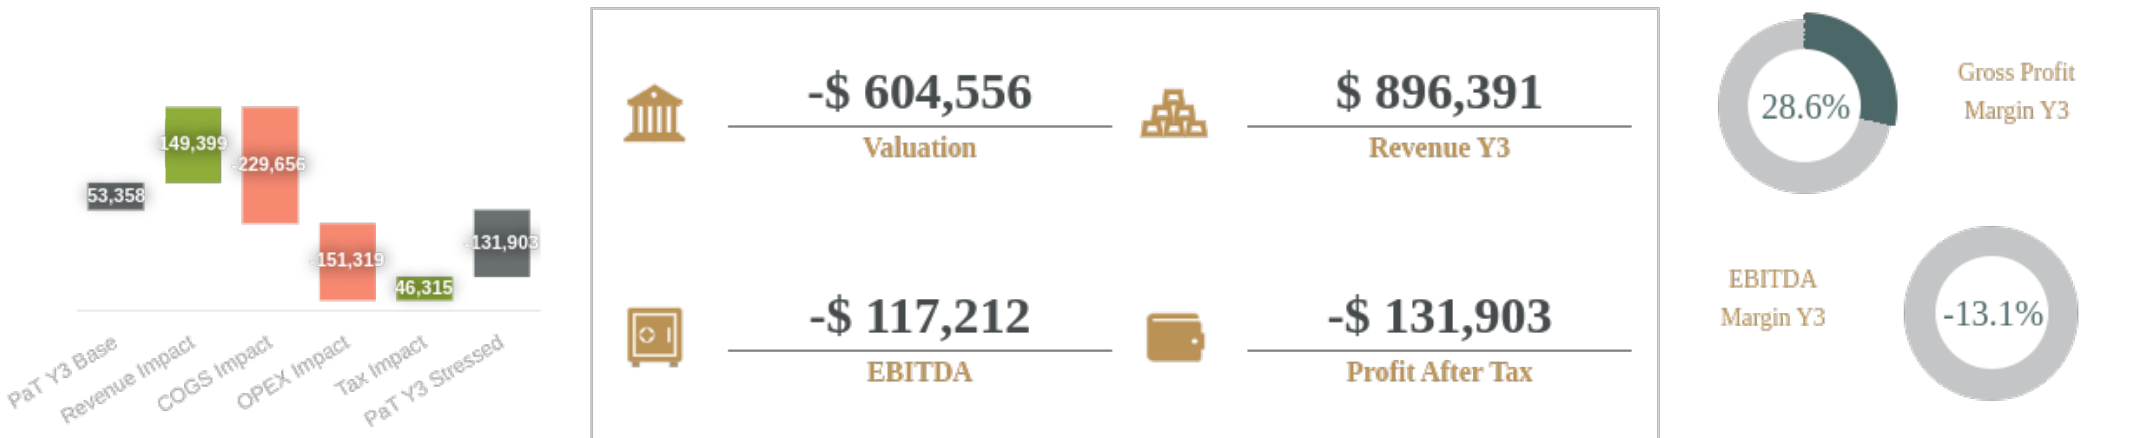 53,358
149,399
-229,656
-151,319
46,315
-131,903
PaT Y3 Base
Revenue Impact
COGS Impact
OPEX Impact
Tax Impact
PaT Y3 Stressed
-$ 604,556
Valuation
$ 896,391
Revenue Y3
-$ 117,212
EBITDA
-$ 131,903
Profit After Tax
28.6%
Gross Profit
Margin Y3
EBITDA
Margin Y3
-13.1%